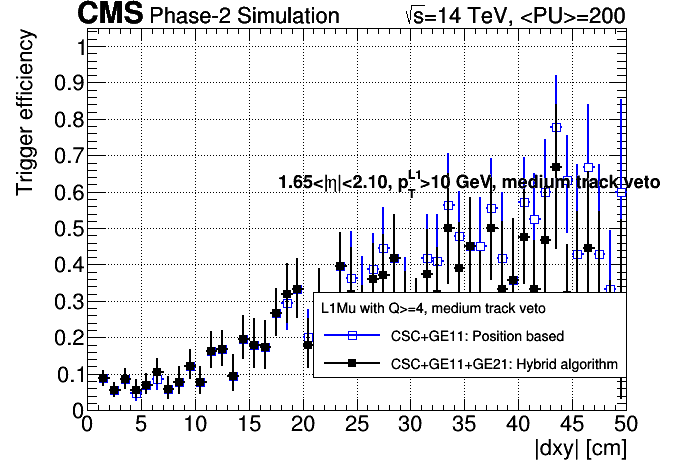 CMS Phase-2 Simulation √s=14 TeV, <PU>=200
Trigger efficiency
1
0.9
0.8
0.7
1.65<|η|<2.10, p_T^L1>10 GeV, medium track veto
0.6
0.5
0.4
0.3
L1Mu with Q>=4, medium track veto
0.2
CSC+GE11: Position based
0.1
CSC+GE11+GE21: Hybrid algorithm
0
0 5 10 15 20 25 30 35 40 45 50
|dxy| [cm]